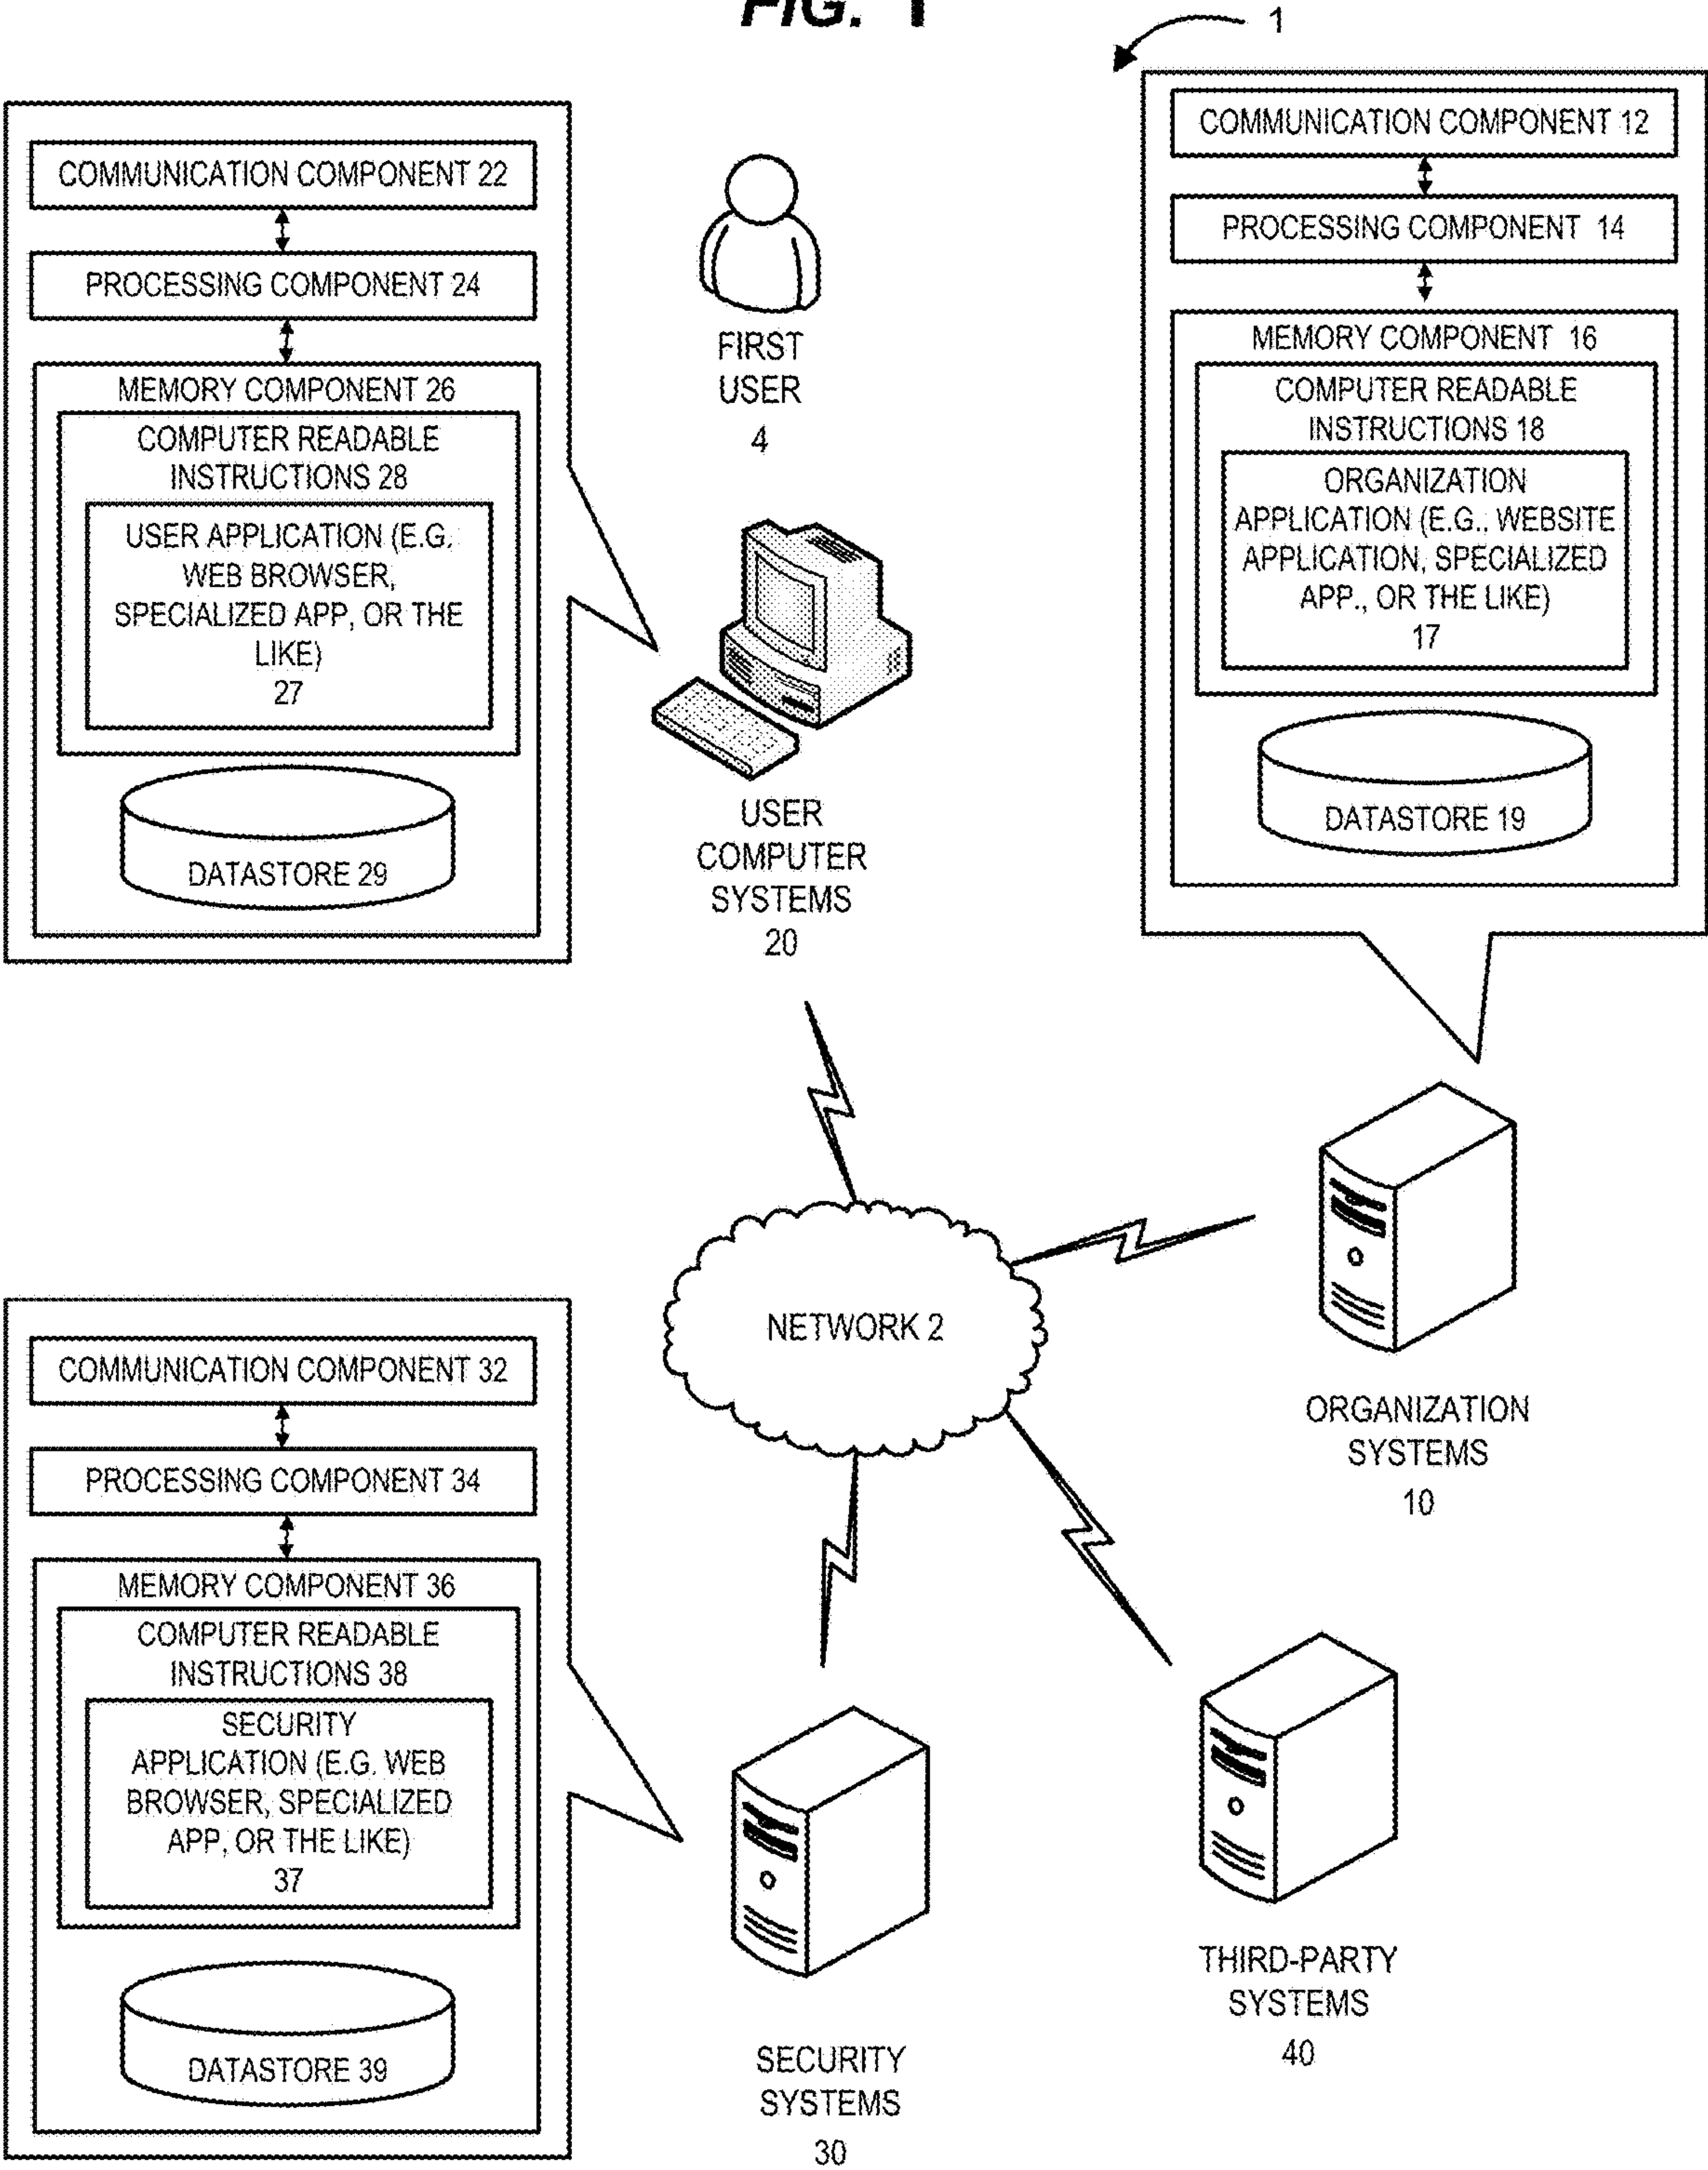 FIG. 1
1
COMMUNICATION COMPONENT 22
PROCESSING COMPONENT 24
MEMORY COMPONENT 26
COMPUTER READABLE
INSTRUCTIONS 28
USER APPLICATION (E.G.
WEB BROWSER,
SPECIALIZED APP, OR THE
LIKE)
27
DATASTORE 29
FIRST
USER
4
USER
COMPUTER
SYSTEMS
20
COMMUNICATION COMPONENT 12
PROCESSING COMPONENT 14
MEMORY COMPONENT 16
COMPUTER READABLE
INSTRUCTIONS 18
ORGANIZATION
APPLICATION (E.G., WEBSITE
APPLICATION, SPECIALIZED
APP., OR THE LIKE)
17
DATASTORE 19
NETWORK 2
ORGANIZATION
SYSTEMS
10
COMMUNICATION COMPONENT 32
PROCESSING COMPONENT 34
MEMORY COMPONENT 36
COMPUTER READABLE
INSTRUCTIONS 38
SECURITY
APPLICATION (E.G. WEB
BROWSER, SPECIALIZED
APP, OR THE LIKE)
37
DATASTORE 39
SECURITY
SYSTEMS
30
THIRD-PARTY
SYSTEMS
40